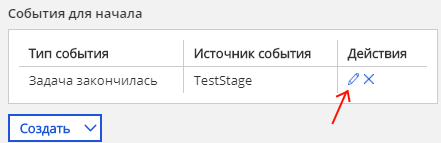 События для начала
Тип события Источник события Действия
Задача закончилась TestStage
Создать